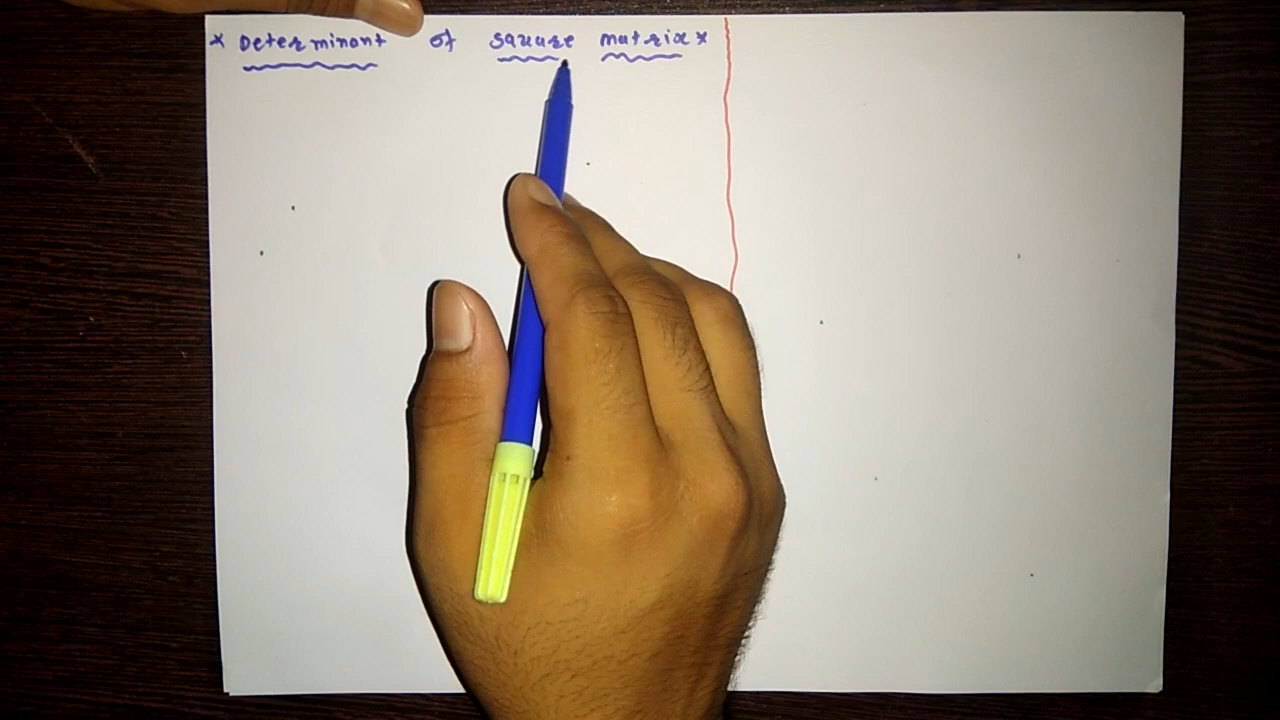 * Determinant of square matrix *